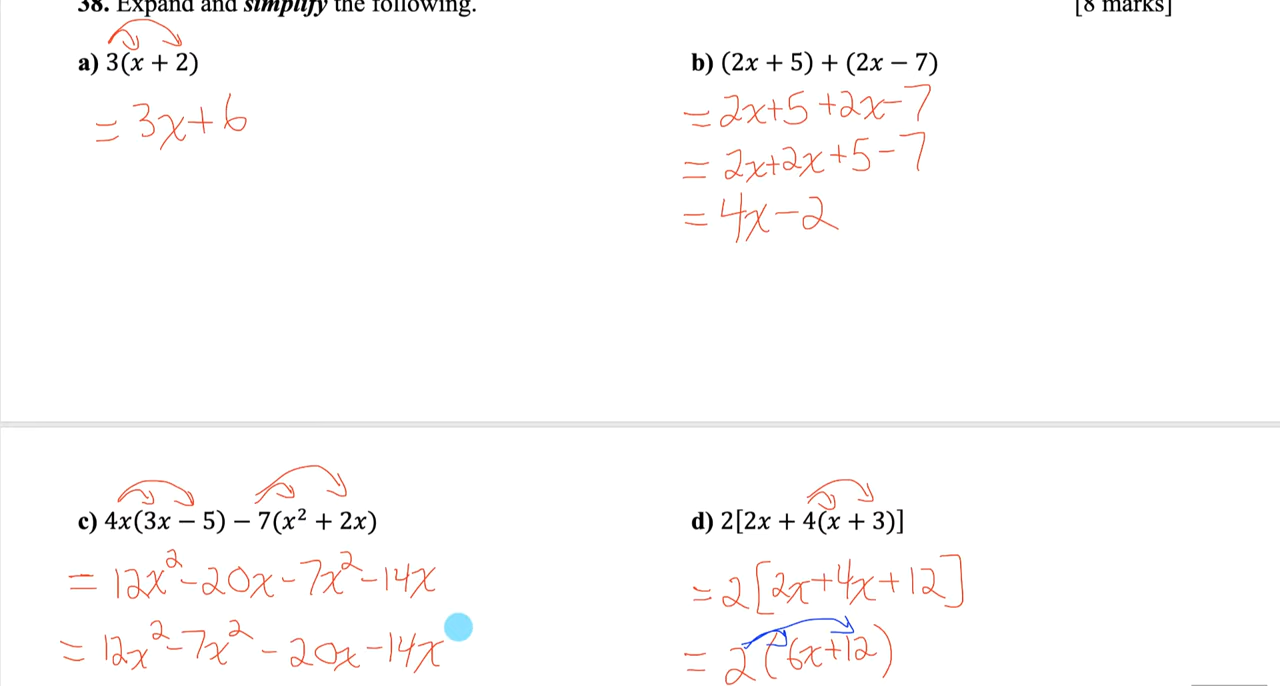 38. Expand and simplify the following. [8 marks]
a) 3(x + 2)
= 3x+6
b) (2x + 5) + (2x − 7)
= 2x+5+2x-7
= 2x+2x+5-7
= 4x-2
c) 4x(3x − 5) − 7(x² + 2x)
= 12x²-20x-7x²-14x
= 12x²-7x²-20x-14x
d) 2[2x + 4(x + 3)]
= 2[2x+4x+12]
= 2(6x+12)